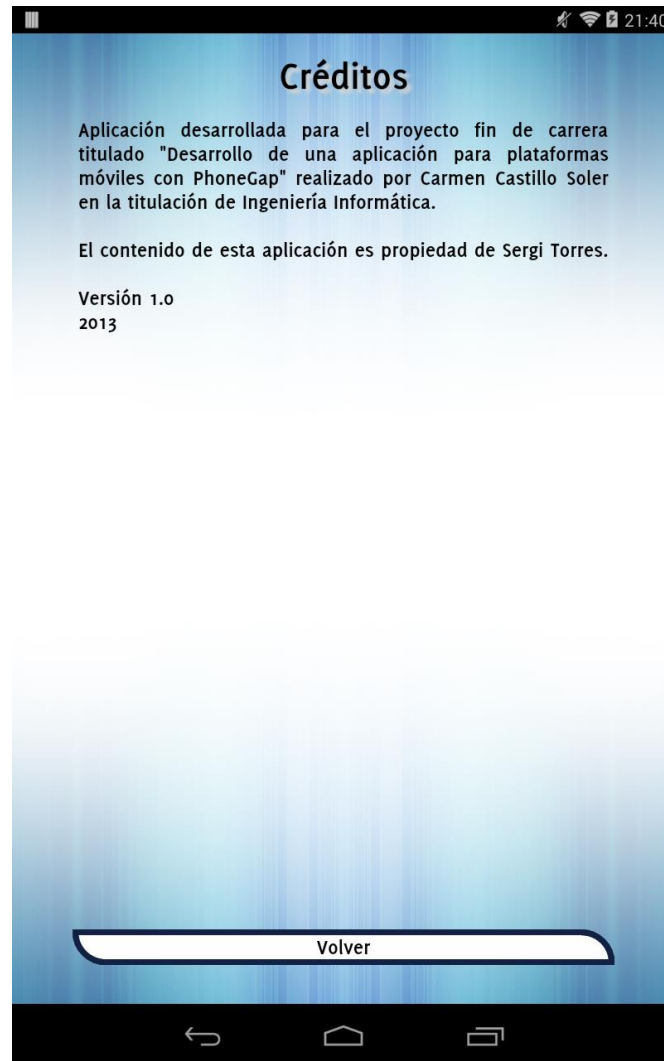 21:40
Créditos
Aplicación desarrollada para el proyecto fin de carrera
titulado "Desarrollo de una aplicación para plataformas
móviles con PhoneGap" realizado por Carmen Castillo Soler
en la titulación de Ingeniería Informática.
El contenido de esta aplicación es propiedad de Sergi Torres.
Versión 1.0
2013
Volver